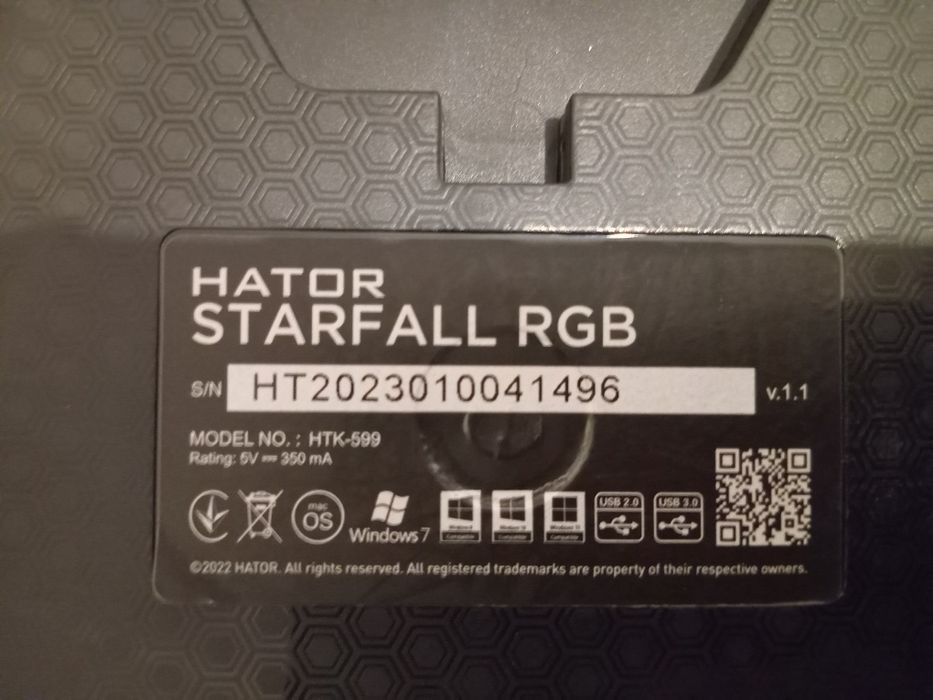 HATOR
STARFALL RGB
S/N HT2023010041496 v.1.1
MODEL NO. : HTK-599
Rating: 5V ⎓ 350 mA
mac OS
Windows 7
USB 2.0
USB 3.0
©2022 HATOR. All rights reserved. All registered trademarks are property of their respective owners.